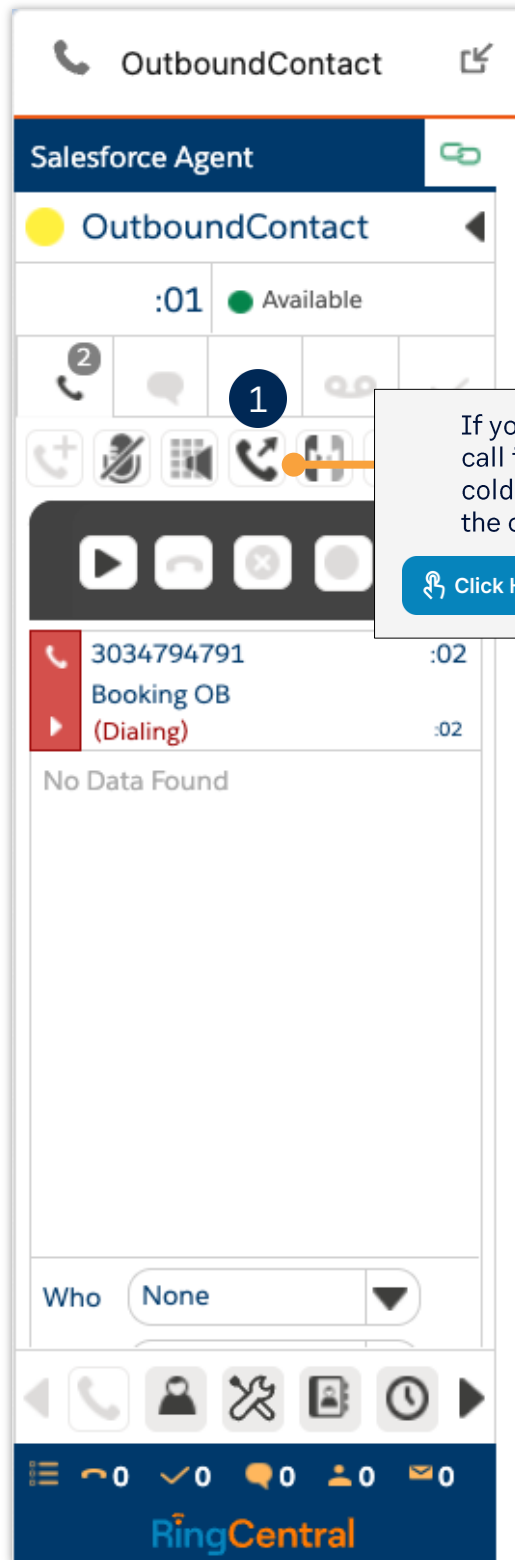 OutboundContact
Salesforce Agent
OutboundContact
:01 Available
2
1
If yo
call
cold
the
Click
3034794791 :02
Booking OB
(Dialing) :02
No Data Found
Who None
0 0 0 0 0
RingCentral